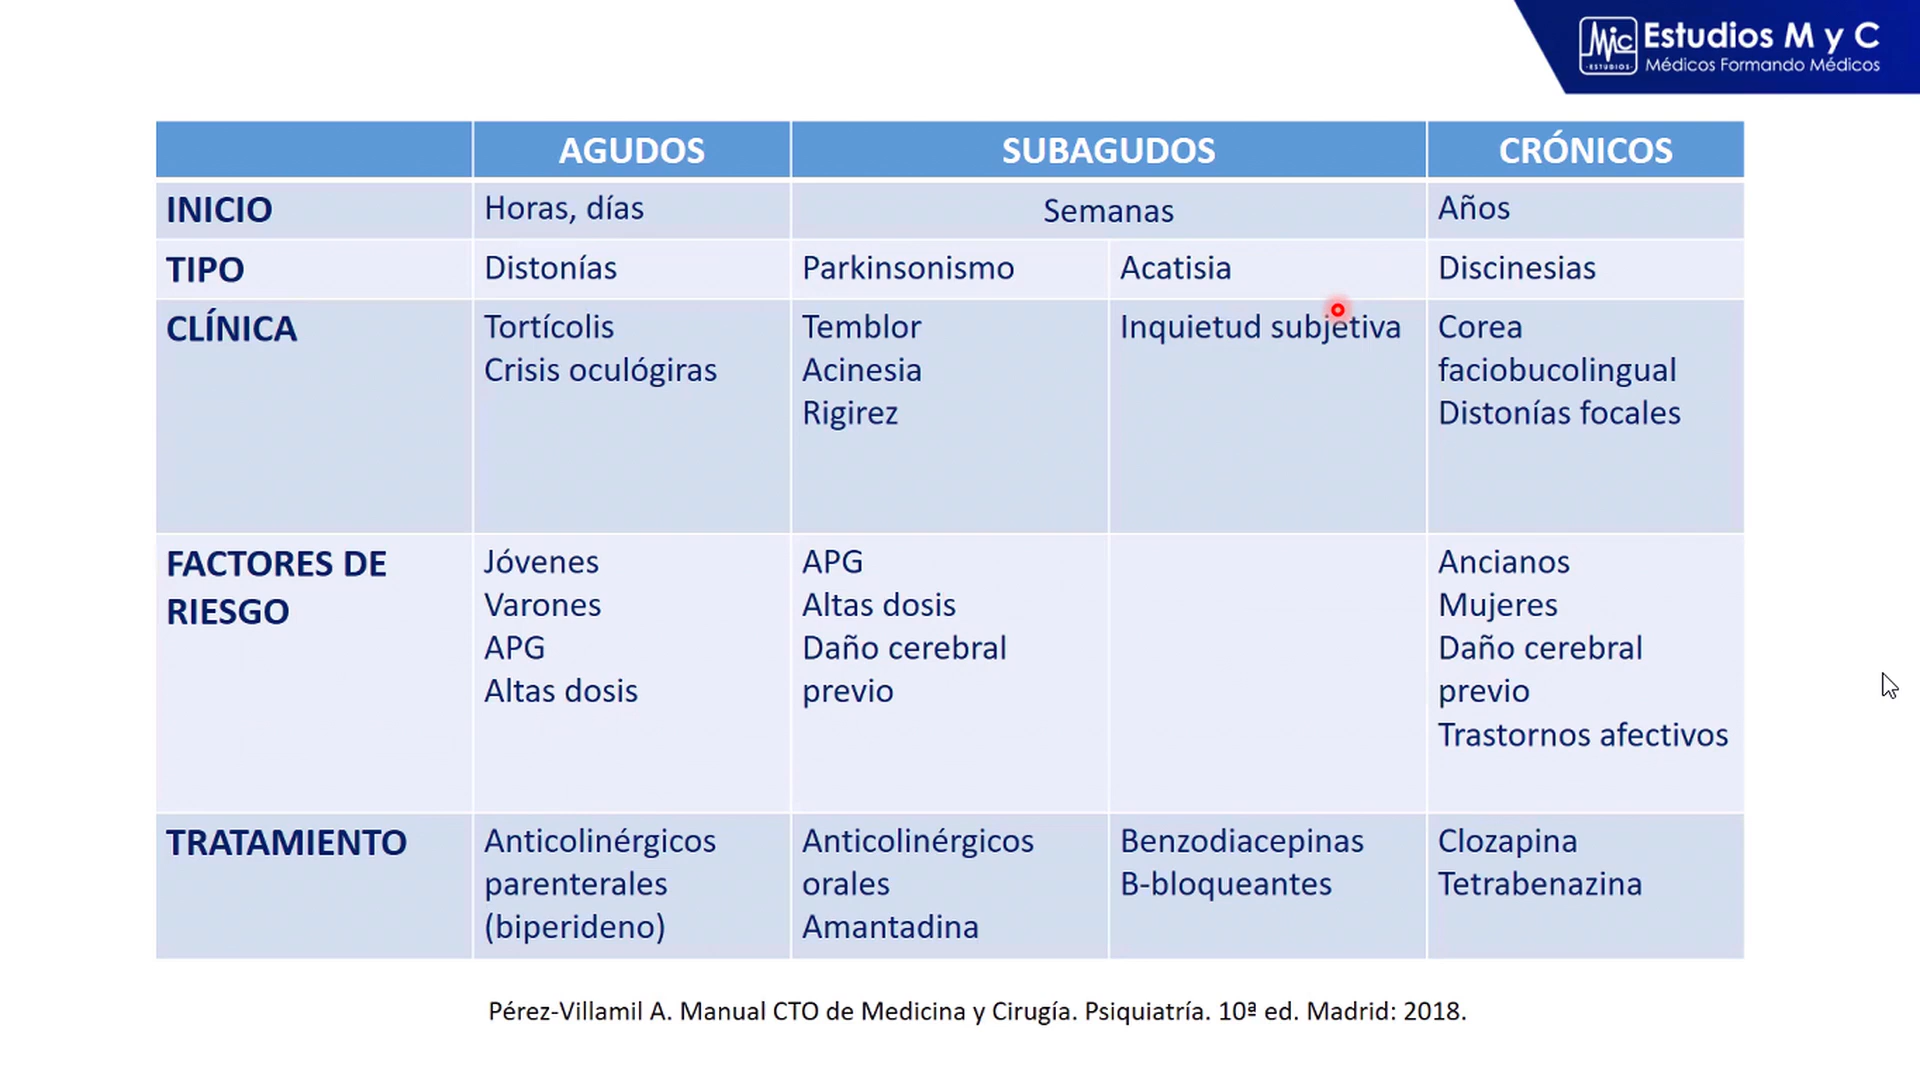 Mic
ESTUDIOS
Estudios M y C
Médicos Formando Médicos
AGUDOS
SUBAGUDOS
CRÓNICOS
INICIO
Horas, días
Semanas
Años
TIPO
Distonías
Parkinsonismo
Acatisia
Discinesias
CLÍNICA
Tortícolis
Crisis oculógiras
Temblor
Acinesia
Rigirez
Inquietud subjetiva
Corea
faciobucolingual
Distonías focales
FACTORES DE
RIESGO
Jóvenes
Varones
APG
Altas dosis
APG
Altas dosis
Daño cerebral
previo
Ancianos
Mujeres
Daño cerebral
previo
Trastornos afectivos
TRATAMIENTO
Anticolinérgicos
parenterales
(biperideno)
Anticolinérgicos
orales
Amantadina
Benzodiacepinas
B-bloqueantes
Clozapina
Tetrabenazina
Pérez-Villamil A. Manual CTO de Medicina y Cirugía. Psiquiatría. 10ª ed. Madrid: 2018.